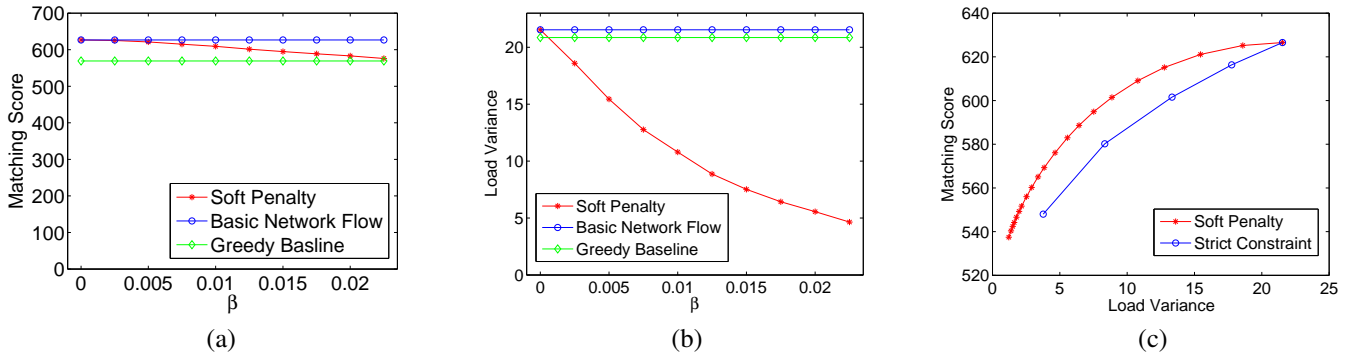 700
600
500
400
300
200
100
0
Matching Score
0 0.005 0.01 0.015 0.02
β
Soft Penalty
Basic Network Flow
Greedy Basline
(a)
20
15
10
5
0
Load Variance
0 0.005 0.01 0.015 0.02
β
Soft Penalty
Basic Network Flow
Greedy Baseline
(b)
640
620
600
580
560
540
520
Matching Score
0 5 10 15 20 25
Load Variance
Soft Penalty
Strict Constraint
(c)